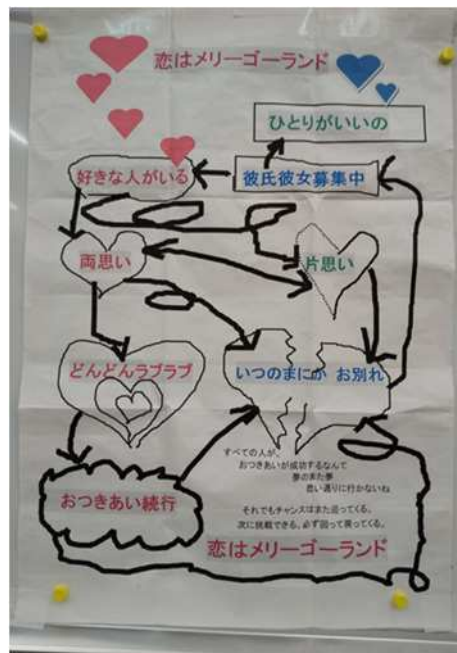 恋はメリーゴーランド
ひとりがいいの
好きな人がいる
彼氏彼女募集中
両思い
片思い
どんどんラブラブ
いつのまにか お別れ
すべての人が、
おつきあいが成功するなんて
夢のまた夢
思い通りに行かないね
おつきあい続行
それでもチャンスはまた巡ってくる。
次に挑戦できる。必ず回って戻ってくる。
恋はメリーゴーランド